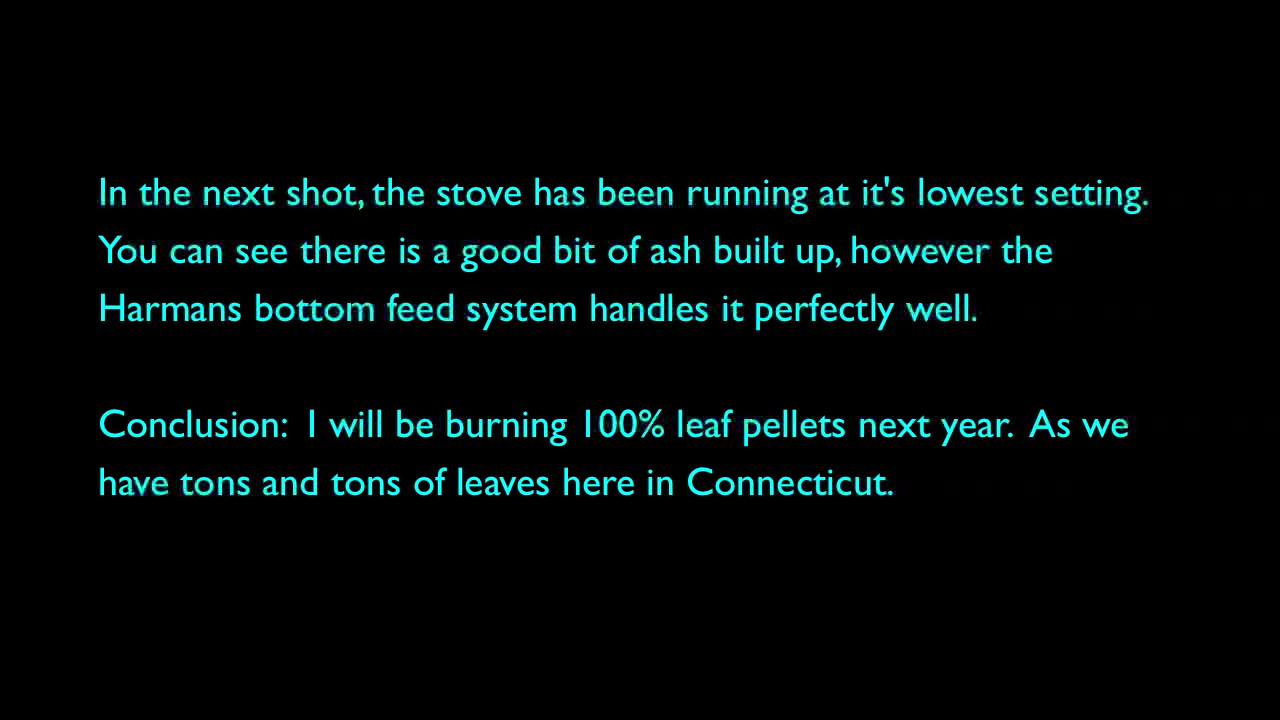 In the next shot, the stove has been running at it's lowest setting.
You can see there is a good bit of ash built up, however the
Harmans bottom feed system handles it perfectly well.
Conclusion:  I will be burning 100% leaf pellets next year.  As we
have tons and tons of leaves here in Connecticut.